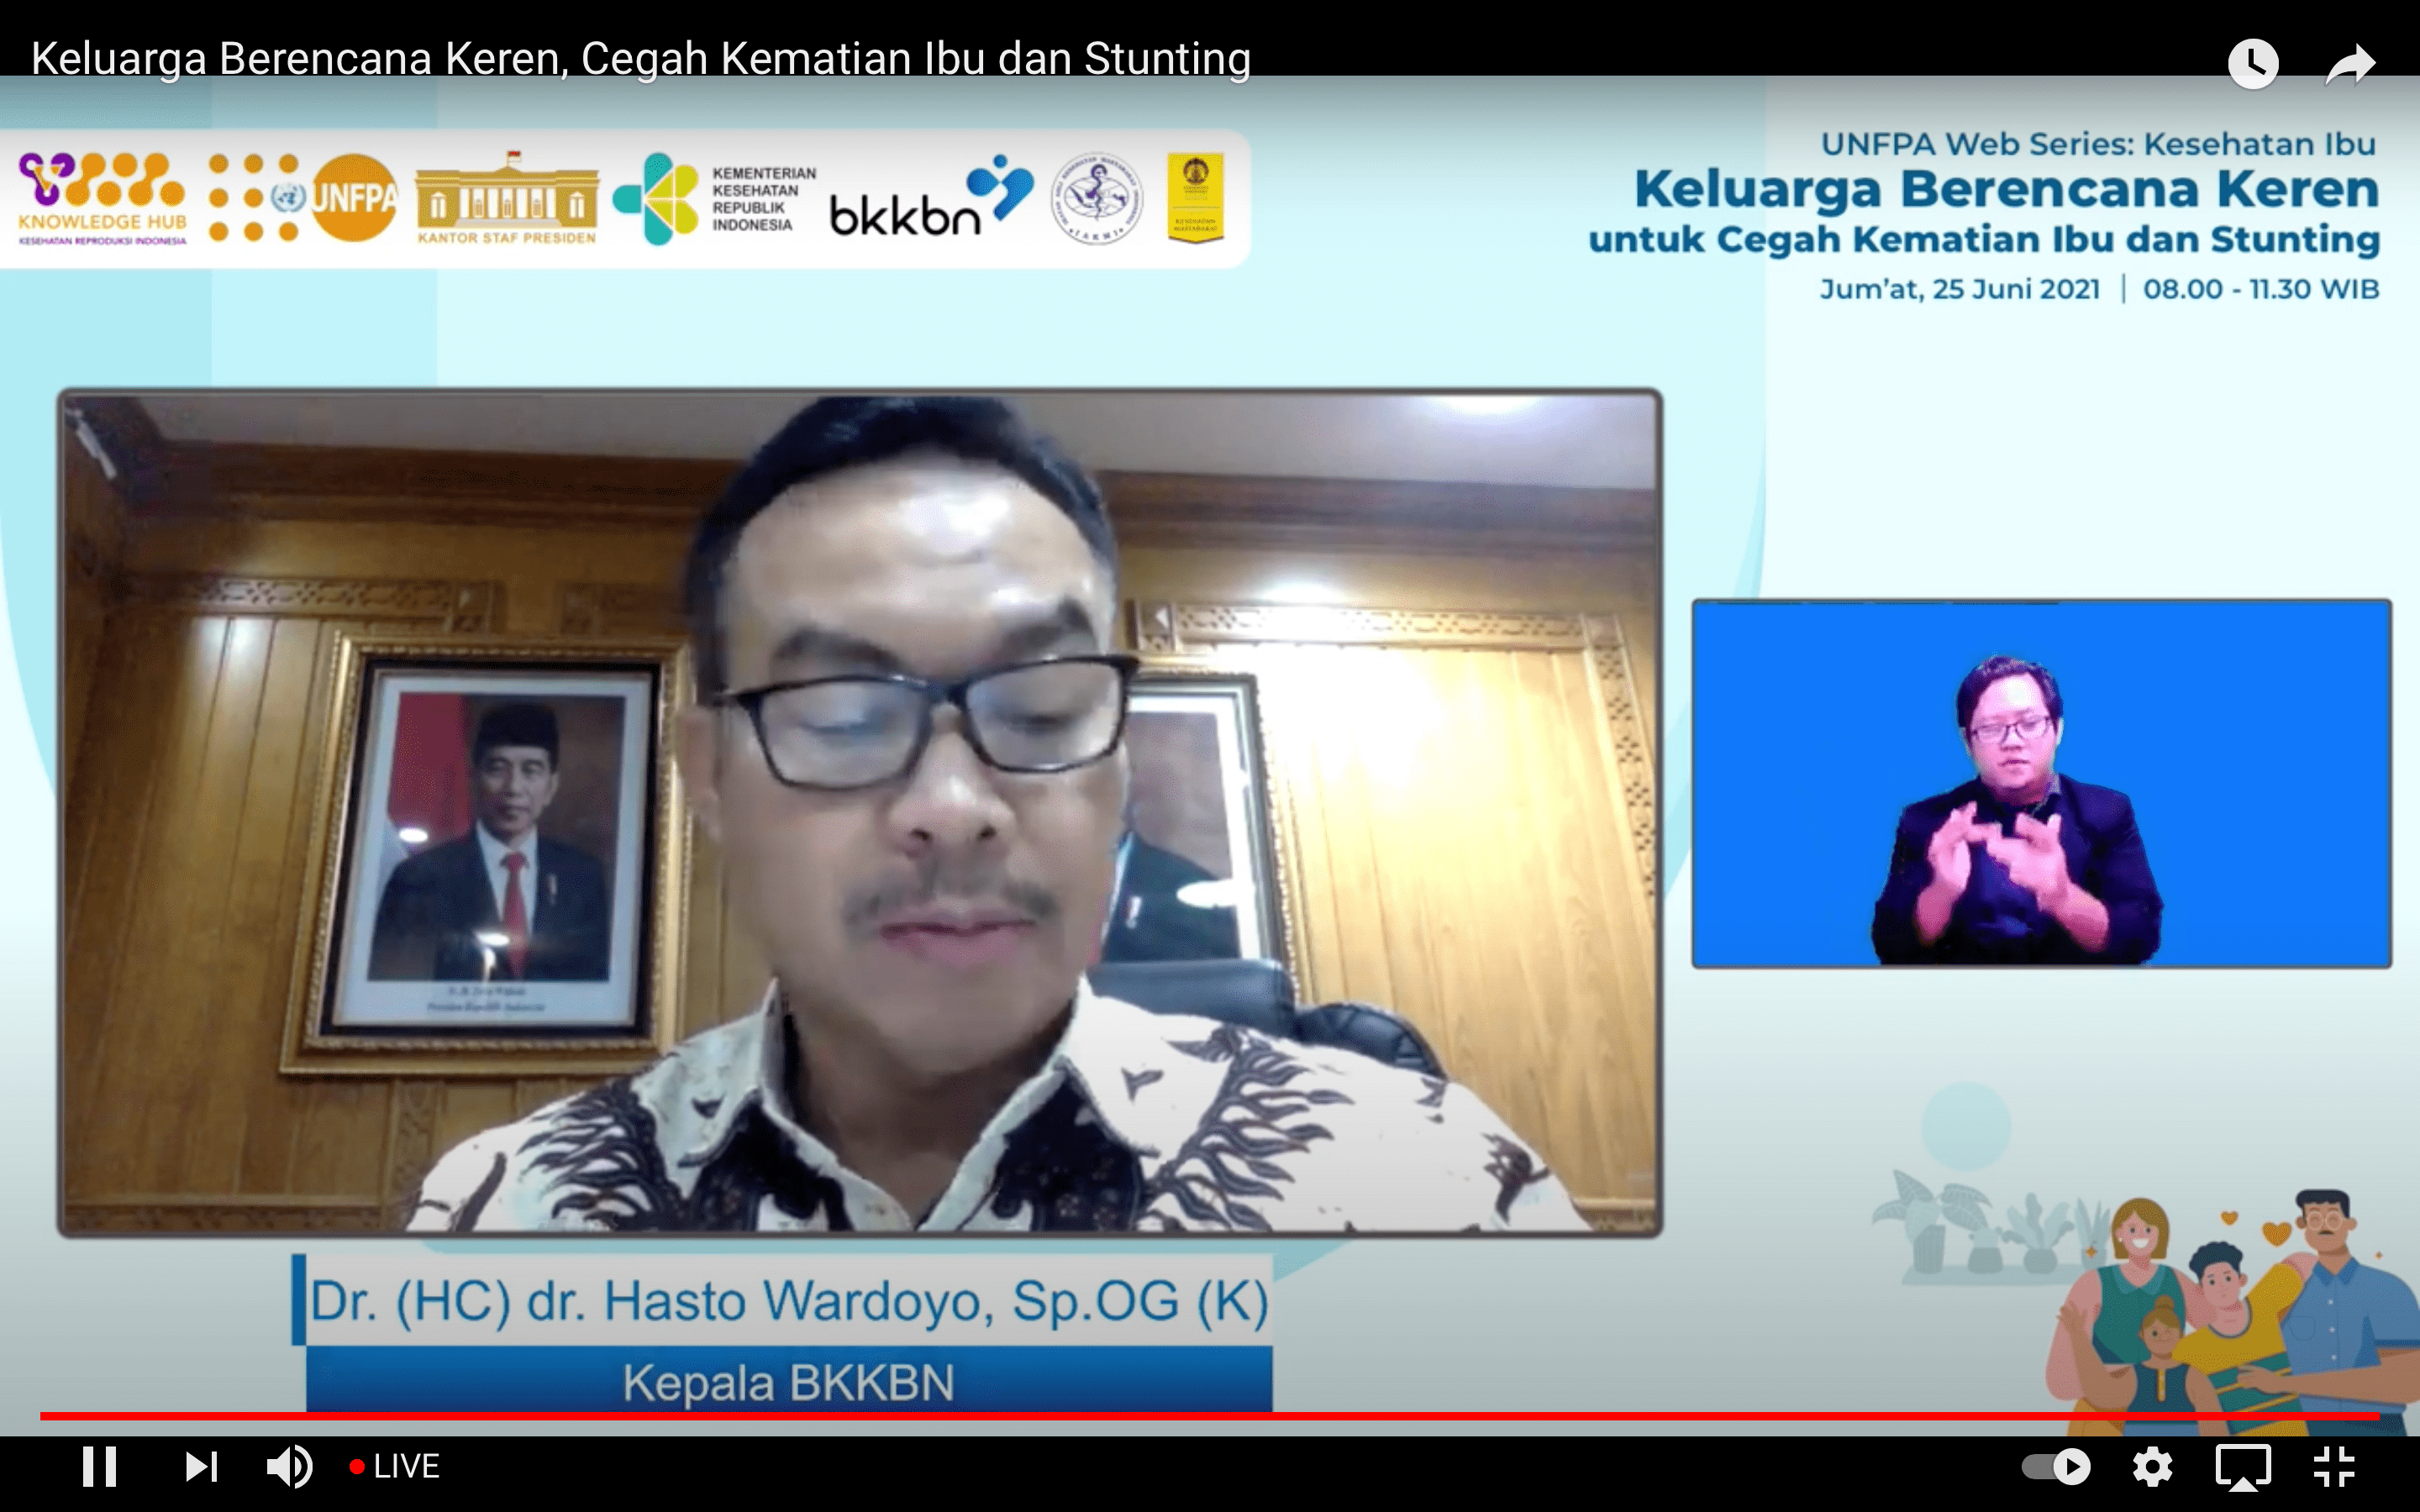 Keluarga Berencana Keren, Cegah Kematian Ibu dan Stunting
KNOWLEDGE HUB
KESEHATAN REPRODUKSI INDONESIA
UNFPA
KANTOR STAF PRESIDEN
KEMENTERIAN
KESEHATAN
REPUBLIK
INDONESIA
bkkbn
IAKMI
UNFPA Web Series: Kesehatan Ibu
Keluarga Berencana Keren
untuk Cegah Kematian Ibu dan Stunting
Jum'at, 25 Juni 2021 | 08.00 - 11.30 WIB
Dr. (HC) dr. Hasto Wardoyo, Sp.OG (K)
Kepala BKKBN
LIVE